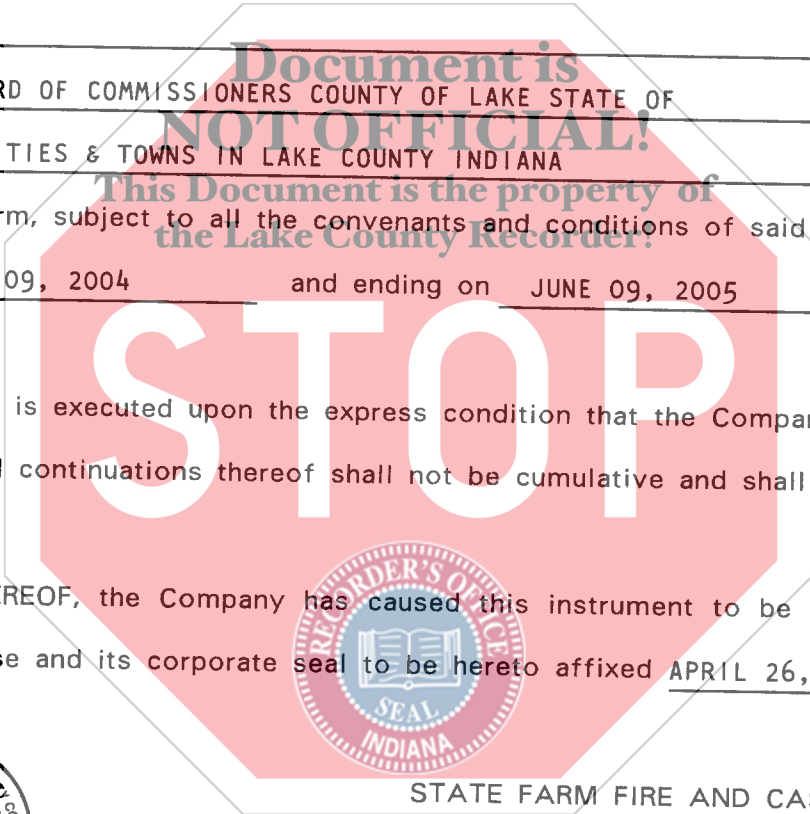 Document is
RD OF COMMISSIONERS COUNTY OF LAKE STATE OF
NOT OFFICIAL!
TIES & TOWNS IN LAKE COUNTY INDIANA
This Document is the property of
rm, subject to all the convenants and conditions of said
the Lake County Recorder!
09, 2004 and ending on JUNE 09, 2005
STOP
is executed upon the express condition that the Compa
continuations thereof shall not be cumulative and shall
EREOF, the Company has caused this instrument to be
se and its corporate seal to be hereto affixed APRIL 26,
RECORDER'S OFFICE
SEAL
INDIANA
STATE FARM FIRE AND CAS